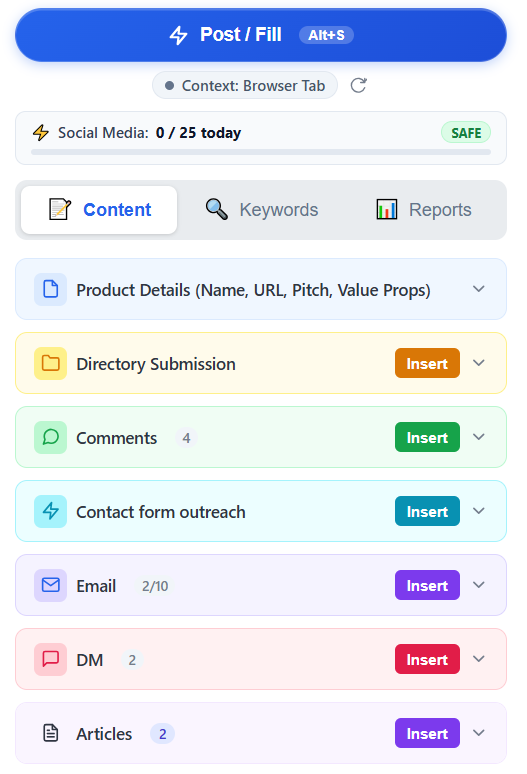 Post / Fill Alt+S
Context: Browser Tab
Social Media: 0 / 25 today SAFE
Content Keywords Reports
Product Details (Name, URL, Pitch, Value Props)
Directory Submission Insert
Comments 4 Insert
Contact form outreach Insert
Email 2/10 Insert
DM 2 Insert
Articles 2 Insert